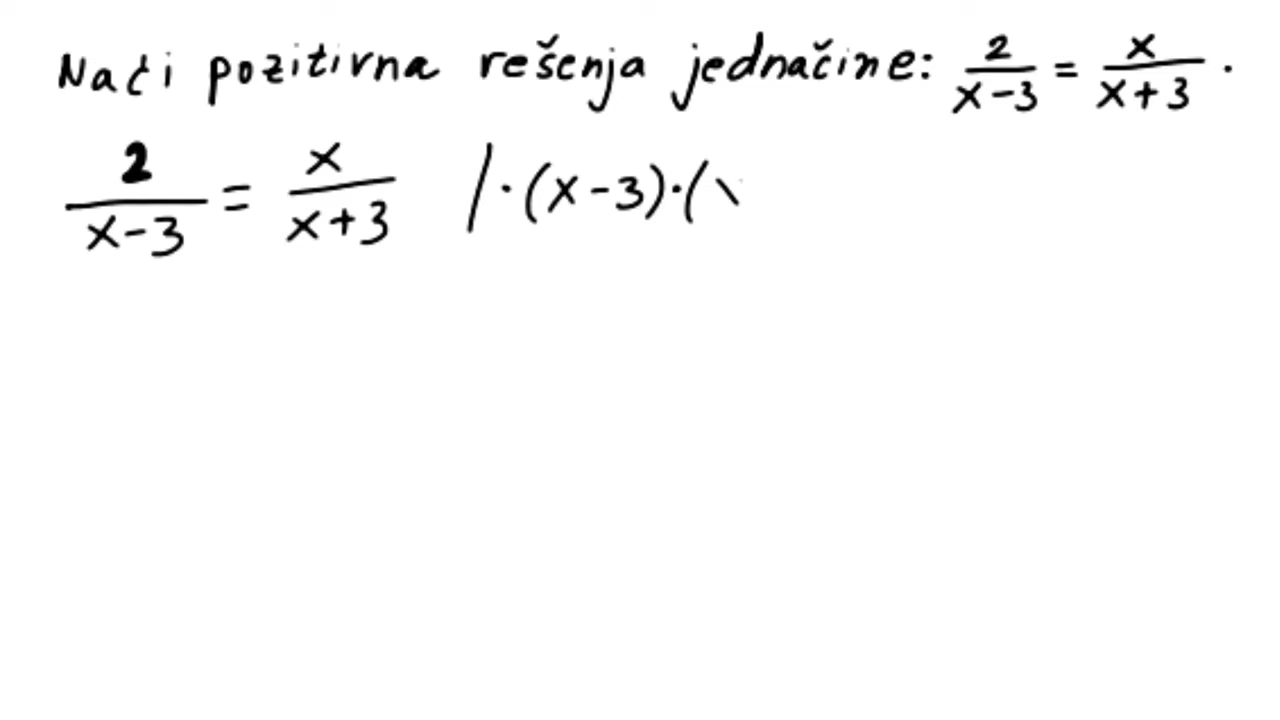 Naći pozitivna rešenja jednačine: 2/(x-3) = x/(x+3).
2/(x-3) = x/(x+3) /·(x-3)·(